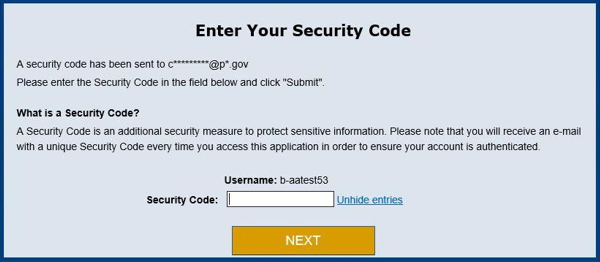 Enter Your Security Code
A security code has been sent to c*********@p*.gov
Please enter the Security Code in the field below and click "Submit".
What is a Security Code?
A Security Code is an additional security measure to protect sensitive information. Please note that you will receive an e-mail
with a unique Security Code every time you access this application in order to ensure your account is authenticated.
Username: b-aatest53
Security Code: Unhide entries
NEXT